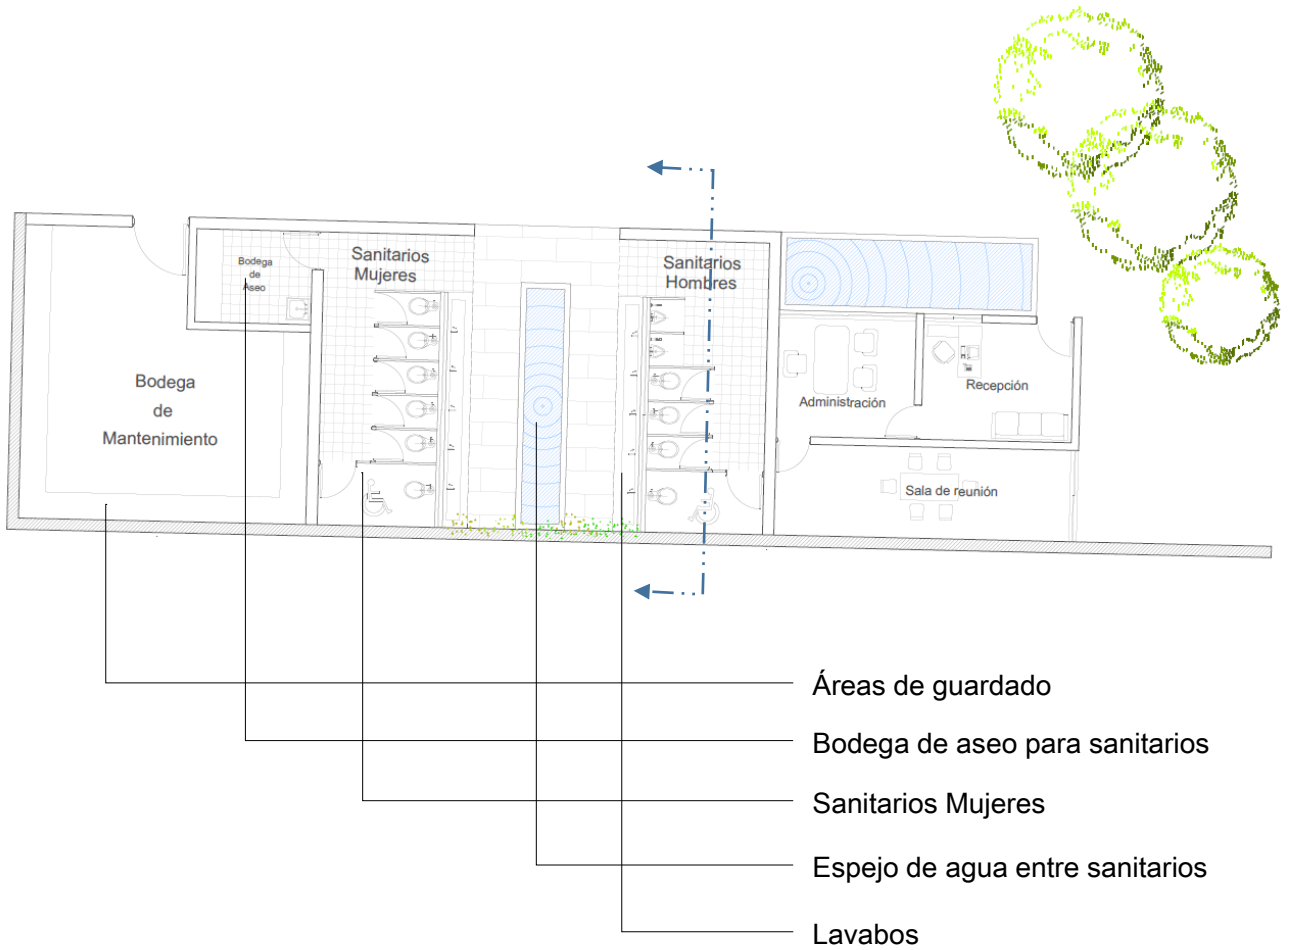 Sanitarios
Mujeres
Sanitarios
Hombres
Bodega
de
Aseo
Bodega
de
Mantenimiento
Administración
Recepción
Sala de reunión
Áreas de guardado
Bodega de aseo para sanitarios
Sanitarios Mujeres
Espejo de agua entre sanitarios
Lavabos